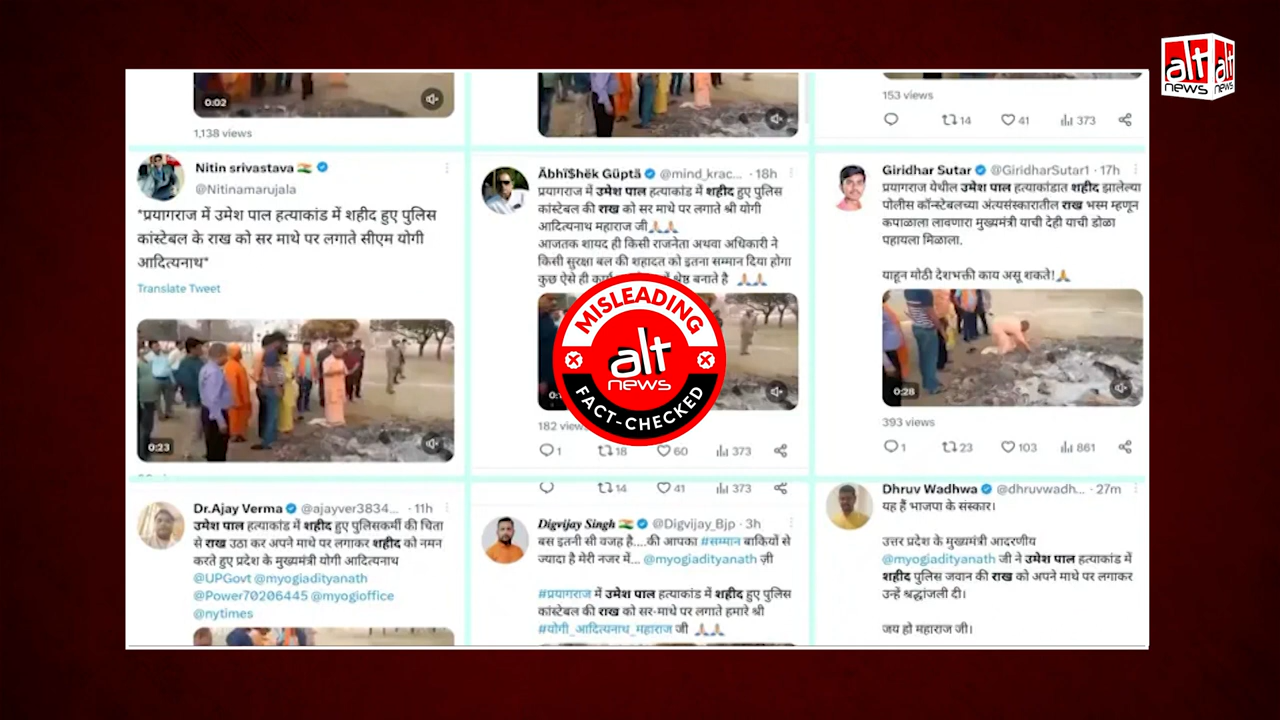 alt news
alt news
0:02
1,138 views
153 views
14 41 373
Nitin srivastava
@Nitinamarujala
*प्रयागराज में उमेश पाल हत्याकांड में शहीद हुए पुलिस
कांस्टेबल के राख को सर माथे पर लगाते सीएम योगी
आदित्यनाथ*
Translate Tweet
0:23
Äbhï$hëk Güptä @mind_krac... · 18h
प्रयागराज में उमेश पाल हत्याकांड में शहीद हुए पुलिस
कांस्टेबल की राख को सर माथे पर लगाते श्री योगी
आदित्यनाथ महाराज जी
आजतक शायद ही किसी राजनेता अथवा अधिकारी ने
किसी सुरक्षा बल की शहादत को इतना सम्मान दिया होगा
कुछ ऐसे ही श्रेष्ठ बनाते है
182 views
1 18 60 373
Giridhar Sutar @GiridharSutar1 · 17h
प्रयागराज येथील उमेश पाल हत्याकांडात शहीद झालेल्या
पोलीस कॉन्स्टेबलच्या अंत्यसंस्कारातील राख भस्म म्हणून
कपाळाला लावणारा मुख्यमंत्री याची देही याची डोळा
पहायला मिळाला.
याहून मोठी देशभक्ती काय असू शकते!
0:28
393 views
1 23 103 861
MISLEADING
alt news
FACT-CHECKED
Dr.Ajay Verma @ajayver3834... · 11h
उमेश पाल हत्याकांड में शहीद हुए पुलिसकर्मी की चिता
से राख उठा कर अपने माथे पर लगाकर शहीद को नमन
करते हुए प्रदेश के मुख्यमंत्री योगी आदित्यनाथ
@UPGovt @myogiadityanath
@Power70206445 @myogioffice
@nytimes
14 41 373
Digvijay Singh @Digvijay_Bjp · 3h
बस इतनी सी वजह है....की आपका #सम्मान बाकियों से
ज्यादा है मेरी नजर में... @myogiadityanath ज़ी
#प्रयागराज में उमेश पाल हत्याकांड में शहीद हुए पुलिस
कांस्टेबल की राख को सर-माथे पर लगाते हमारे श्री
#योगी_आदित्यनाथ_महाराज जी
Dhruv Wadhwa @dhruvwadh... · 27m
यह हैं भाजपा के संस्कार।
उत्तर प्रदेश के मुख्यमंत्री आदरणीय
@myogiadityanath जी ने उमेश पाल हत्याकांड में
शहीद पुलिस जवान की राख को अपने माथे पर लगाकर
उन्हें श्रद्धांजली दी।
जय हो महाराज जी।